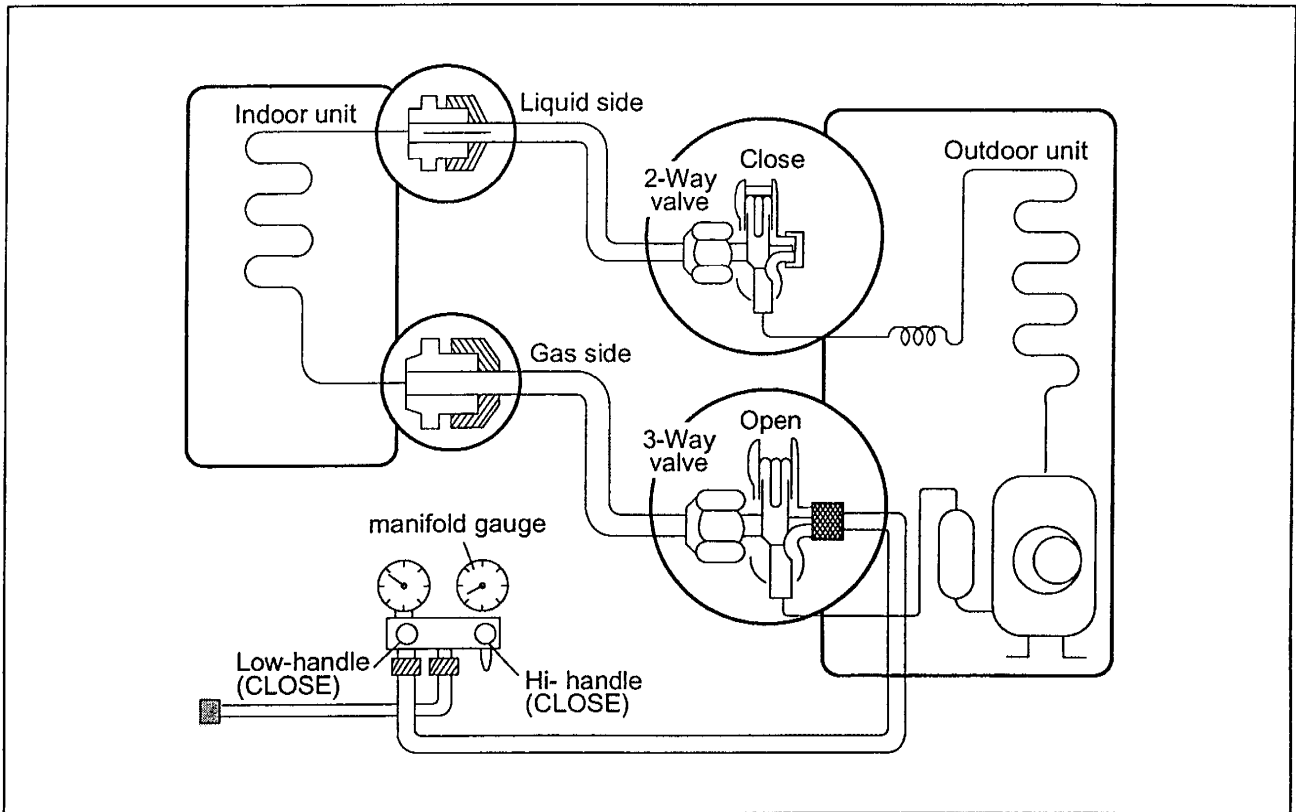 Indoor unit
Liquid side
2-Way
valve
Close
Outdoor unit
Gas side
3-Way
valve
Open
manifold gauge
Low-handle
(CLOSE)
Hi- handle
(CLOSE)